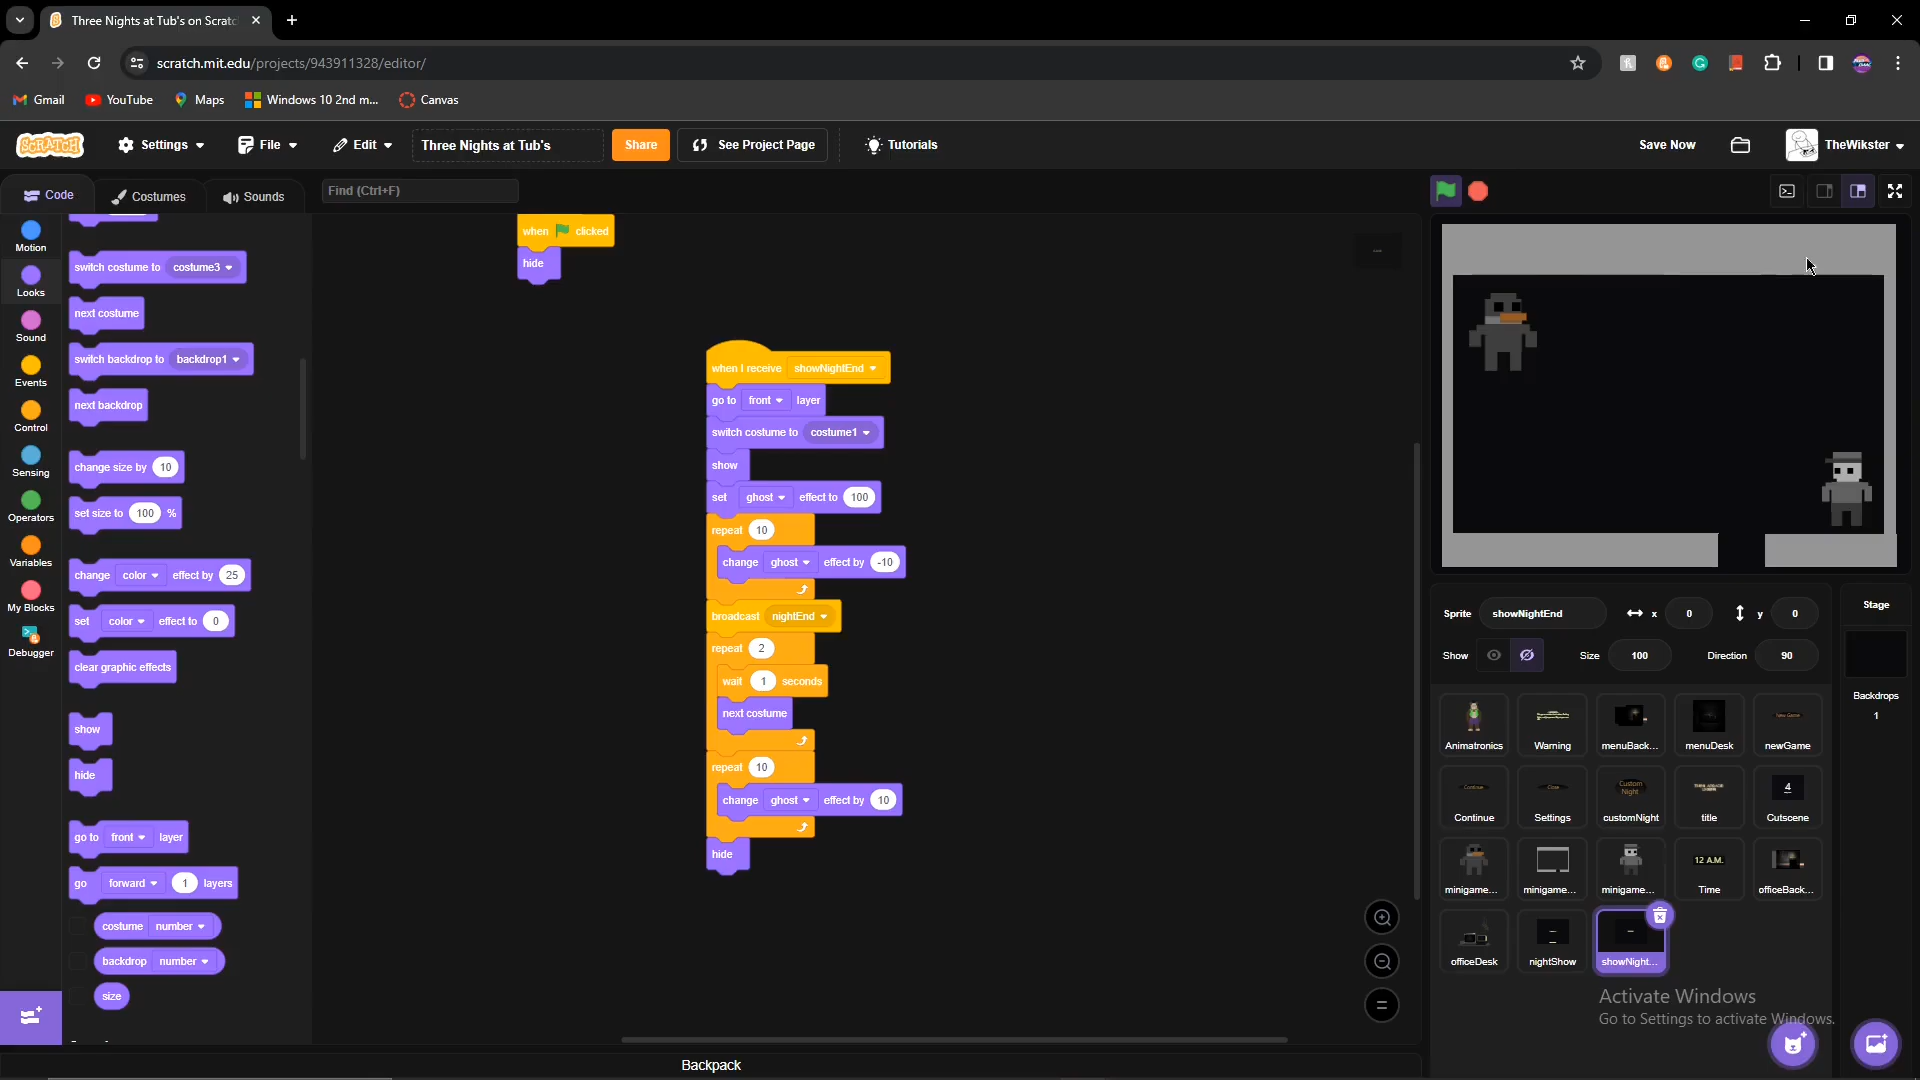 Three Nights at Tub's on Scratc
scratch.mit.edu/projects/943911328/editor/
Gmail YouTube Maps Windows 10 2nd m... Canvas
SCRATCH Settings File Edit Three Nights at Tub's Share See Project Page Tutorials Save Now TheWikster
Code Costumes Sounds Find (Ctrl+F)
Motion
Looks
Sound
Events
Control
Sensing
Operators
Variables
My Blocks
Debugger
switch costume to costume3
next costume
switch backdrop to backdrop1
next backdrop
change size by 10
set size to 100 %
change color effect by 25
set color effect to 0
clear graphic effects
show
hide
go to front layer
go forward 1 layers
costume number
backdrop number
size
when clicked
hide
when I receive showNightEnd
go to front layer
switch costume to costume1
show
set ghost effect to 100
repeat 10
change ghost effect by -10
broadcast nightEnd
repeat 2
wait 1 seconds
next costume
repeat 10
change ghost effect by 10
hide
Backpack
Sprite showNightEnd x 0 y 0
Show Size 100 Direction 90
Stage
Backdrops
1
Animatronics Warning menuBack... menuDesk newGame
Continue Settings customNight title Cutscene
minigame... minigame... minigame... Time officeBack...
officeDesk nightShow showNight...
New Game
Continue
Close
Custom
Night
4
12 A.M.
Activate Windows
Go to Settings to activate Windows.